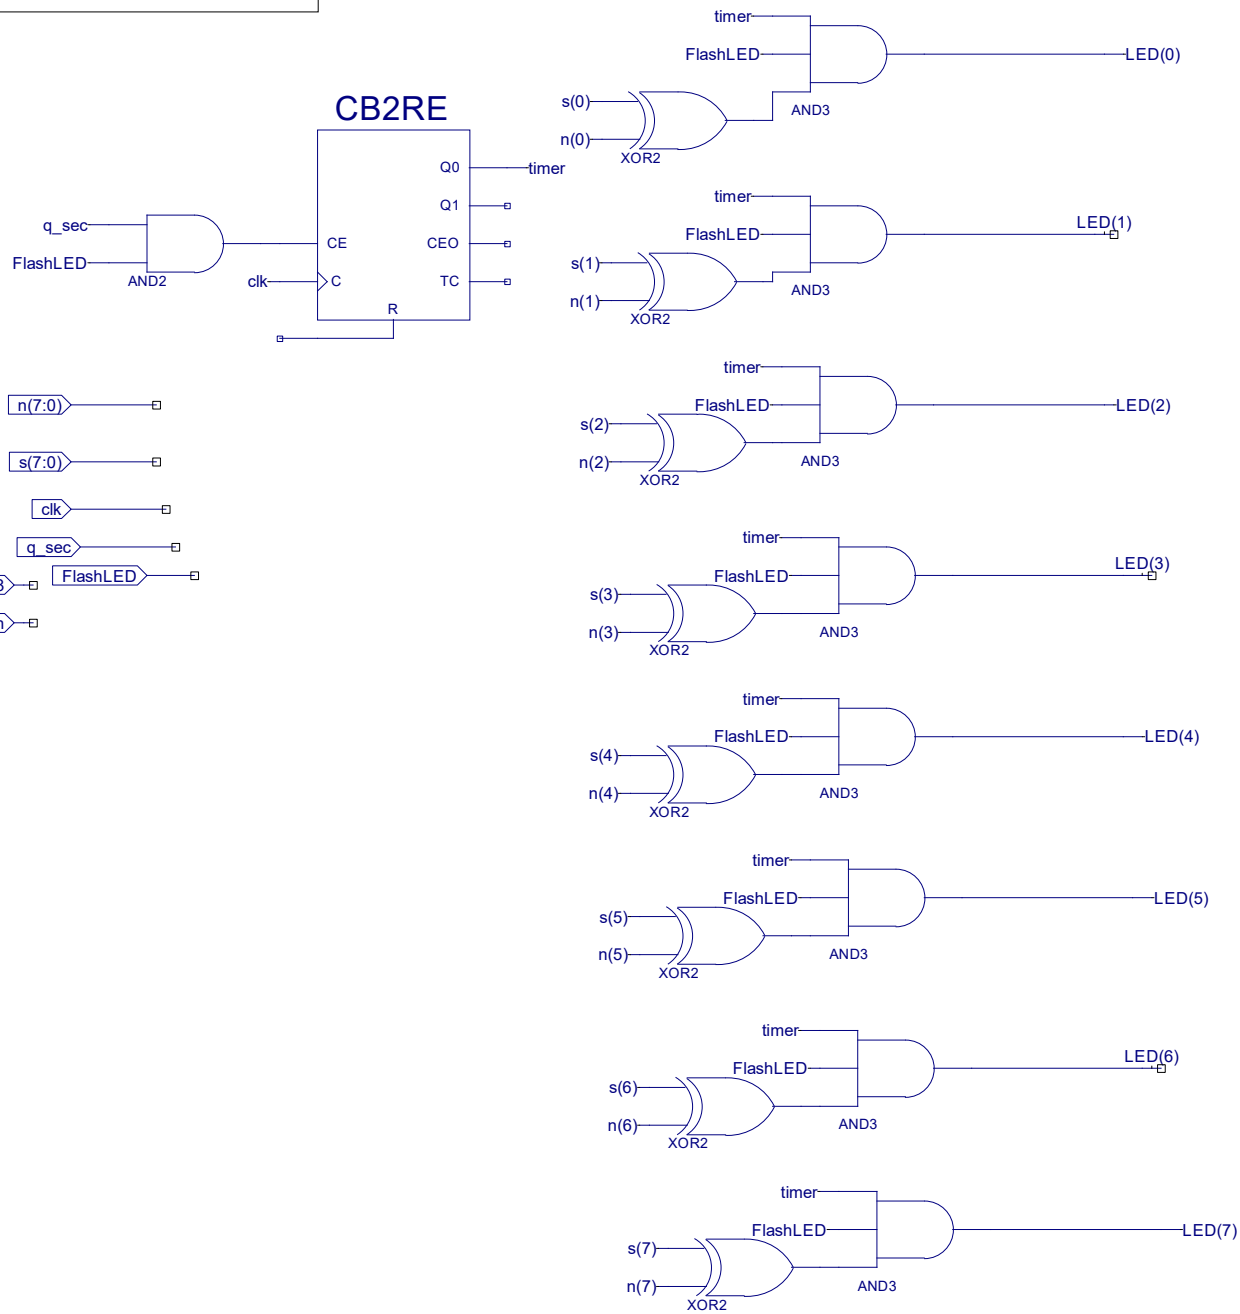 CB2RE
Q0
timer
Q1
q_sec
CE
CEO
FlashLED
AND2
clk
C
TC
R
n(7:0)
s(7:0)
clk
q_sec
FlashLED
timer
FlashLED
LED(0)
s(0)
AND3
n(0)
XOR2
timer
FlashLED
LED(1)
s(1)
AND3
n(1)
XOR2
timer
FlashLED
LED(2)
s(2)
AND3
n(2)
XOR2
timer
FlashLED
LED(3)
s(3)
AND3
n(3)
XOR2
timer
FlashLED
LED(4)
s(4)
AND3
n(4)
XOR2
timer
FlashLED
LED(5)
s(5)
AND3
n(5)
XOR2
timer
FlashLED
LED(6)
s(6)
AND3
n(6)
XOR2
timer
FlashLED
LED(7)
s(7)
AND3
n(7)
XOR2